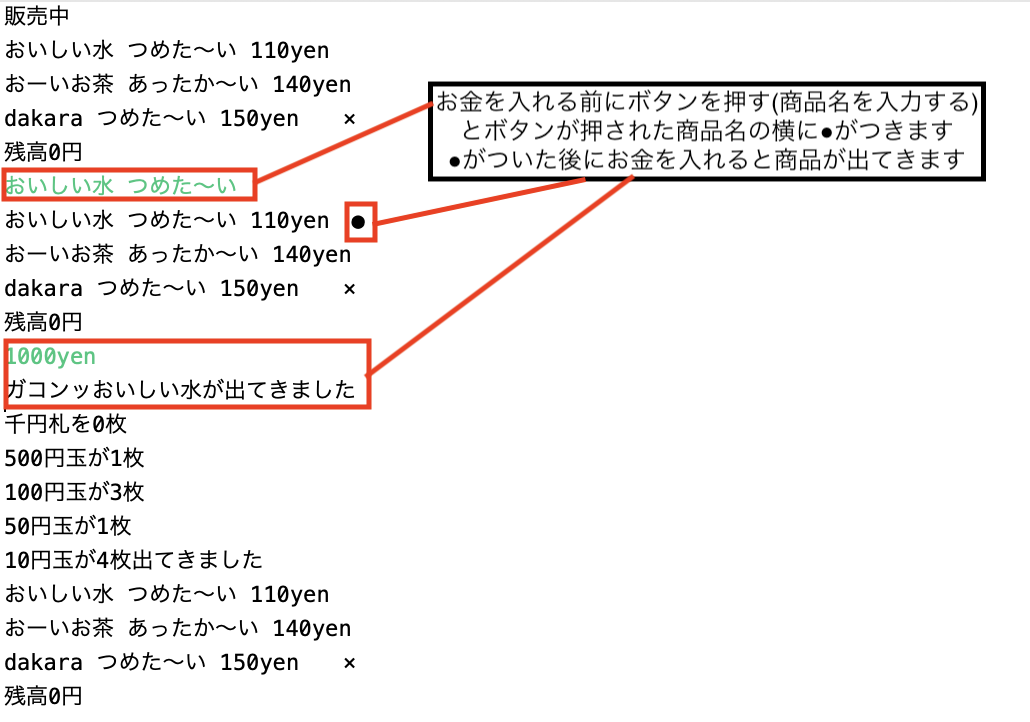 販売中
おいしい水 つめた〜い 110yen
おーいお茶 あったか〜い 140yen
dakara つめた〜い 150yen ×
残高0円
おいしい水 つめた〜い
おいしい水 つめた〜い 110yen ●
おーいお茶 あったか〜い 140yen
dakara つめた〜い 150yen ×
残高0円
1000yen
ガコンッおいしい水が出てきました
千円札を0枚
500円玉が1枚
100円玉が3枚
50円玉が1枚
10円玉が4枚出てきました
おいしい水 つめた〜い 110yen
おーいお茶 あったか〜い 140yen
dakara つめた〜い 150yen ×
残高0円
お金を入れる前にボタンを押す(商品名を入力する)
とボタンが押された商品名の横に●がつきます
●がついた後にお金を入れると商品が出てきます